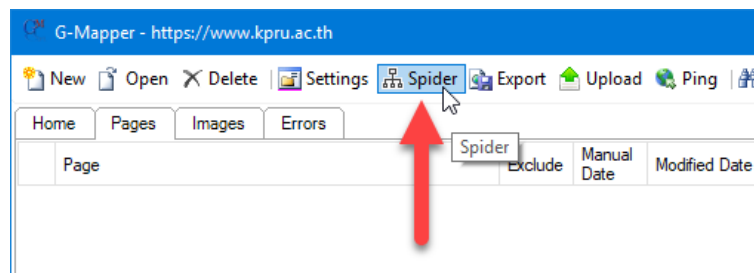 G-Mapper - https://www.kpru.ac.th
New Open Delete Settings Spider Export Upload Ping
Home Pages Images Errors
Spider
Page Exclude Manual Date Modified Date